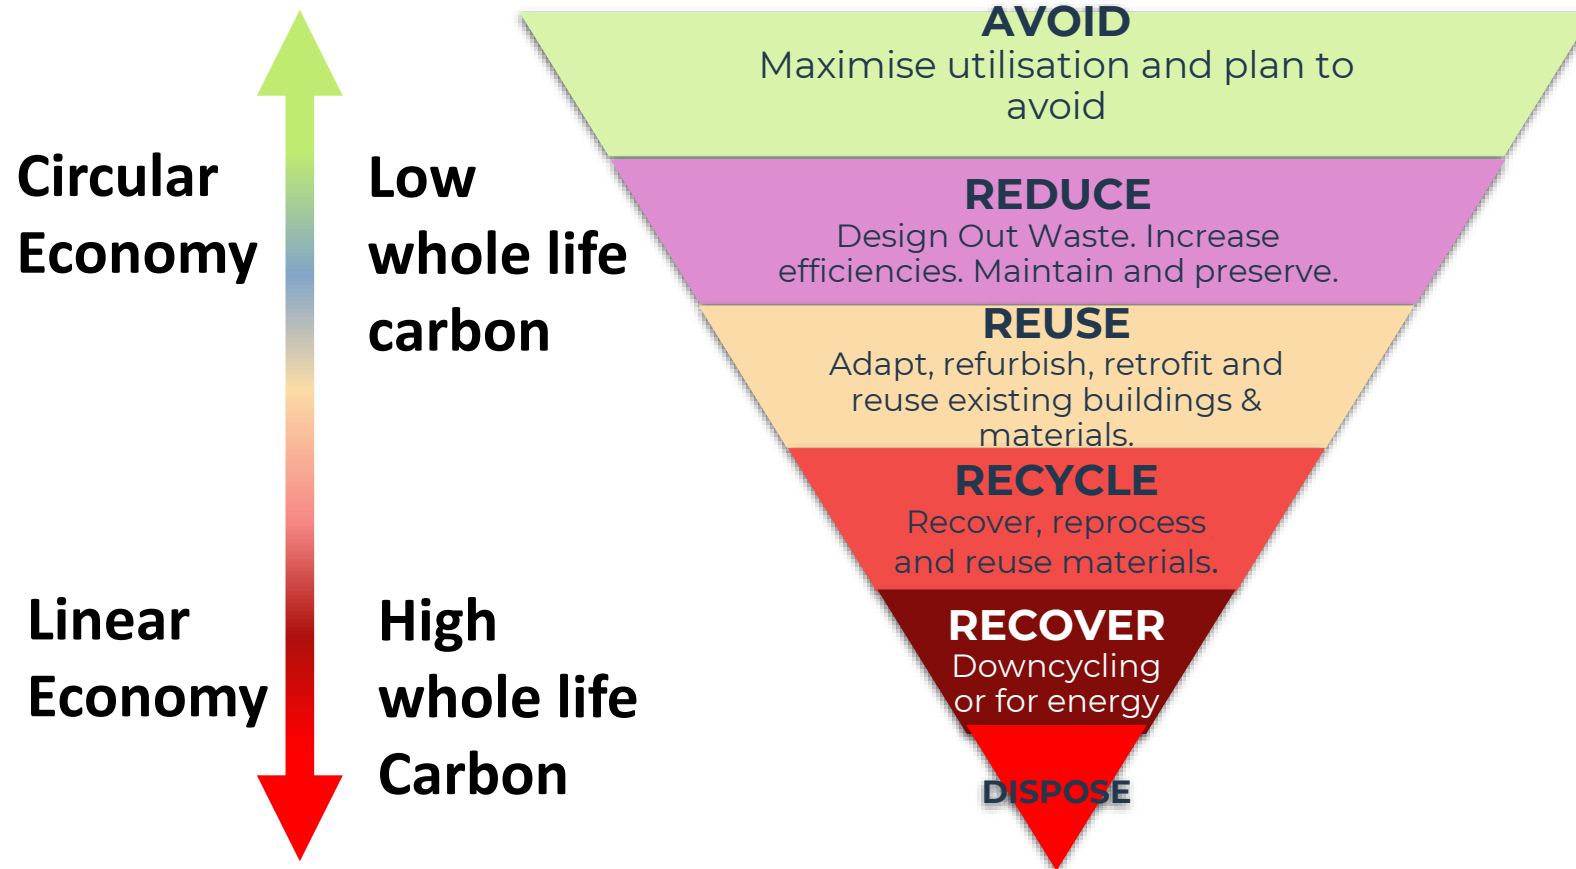 Circular
Economy
Low
whole life
carbon
Linear
Economy
High
whole life
Carbon
AVOID
Maximise utilisation and plan to
avoid
REDUCE
Design Out Waste. Increase
efficiencies. Maintain and preserve.
REUSE
Adapt, refurbish, retrofit and
reuse existing buildings &
materials.
RECYCLE
Recover, reprocess
and reuse materials.
RECOVER
Downcycling
or for energy
DISPOSE